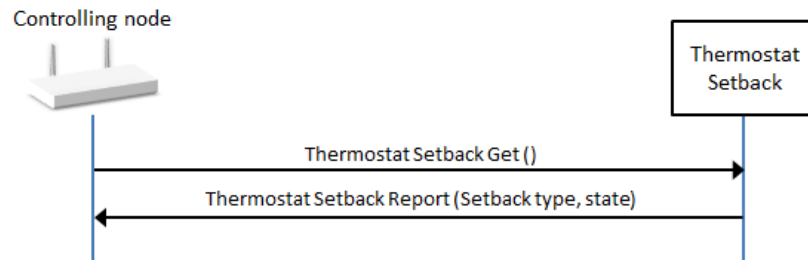 Controlling node
Thermostat
Setback
Thermostat Setback Get ()
Thermostat Setback Report (Setback type, state)